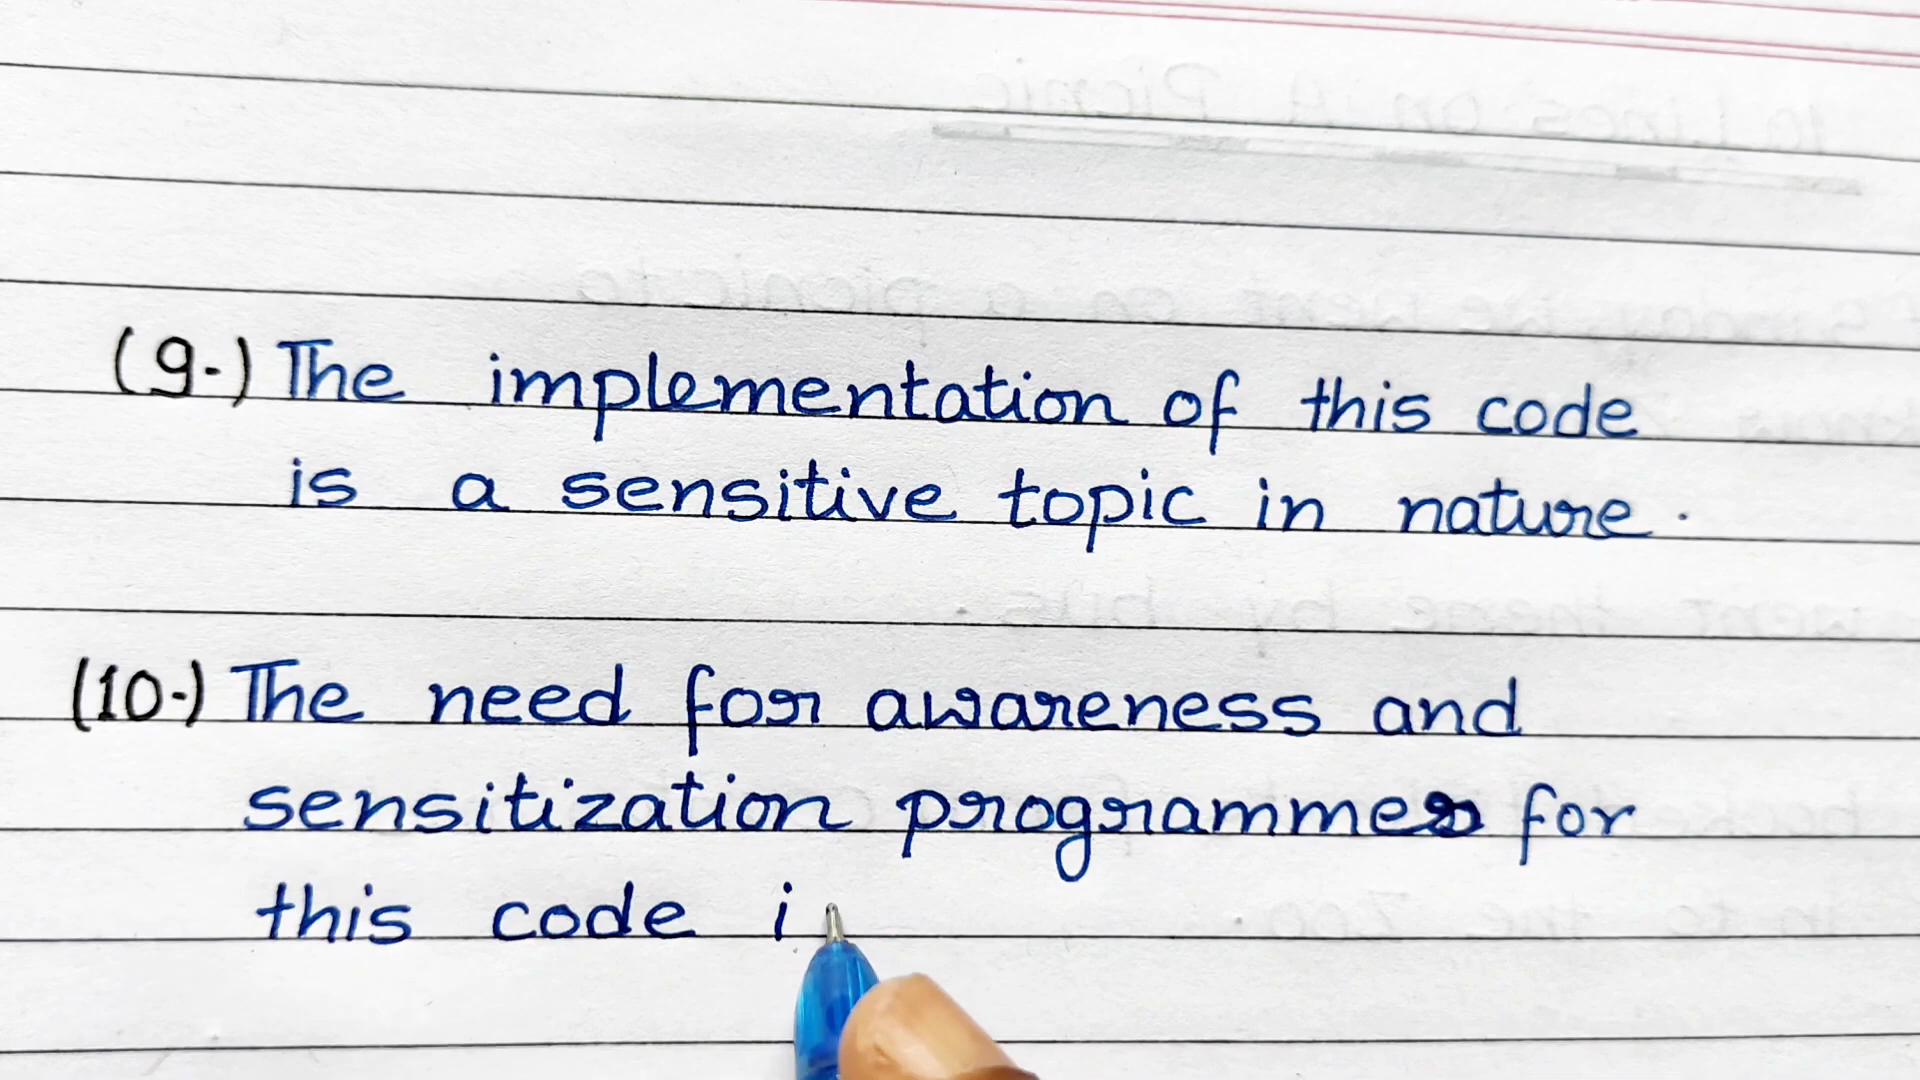 (9.) The implementation of this code
is a sensitive topic in nature.
(10.) The need for awareness and
sensitization programmes for
this code i